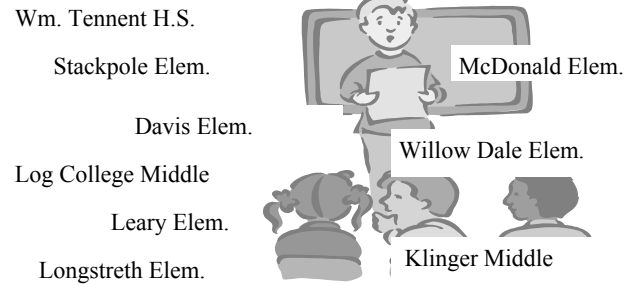 Wm. Tennent H.S.
Stackpole Elem.
McDonald Elem.
Davis Elem.
Willow Dale Elem.
Log College Middle
Leary Elem.
Klinger Middle
Longstreth Elem.